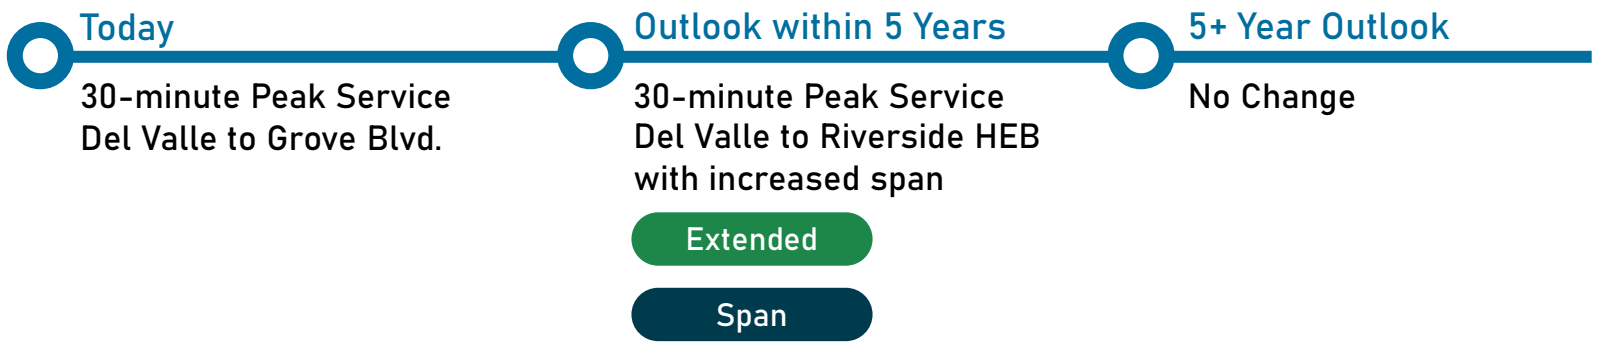 Today
30-minute Peak Service
Del Valle to Grove Blvd.
Outlook within 5 Years
30-minute Peak Service
Del Valle to Riverside HEB
with increased span
Extended
Span
5+ Year Outlook
No Change